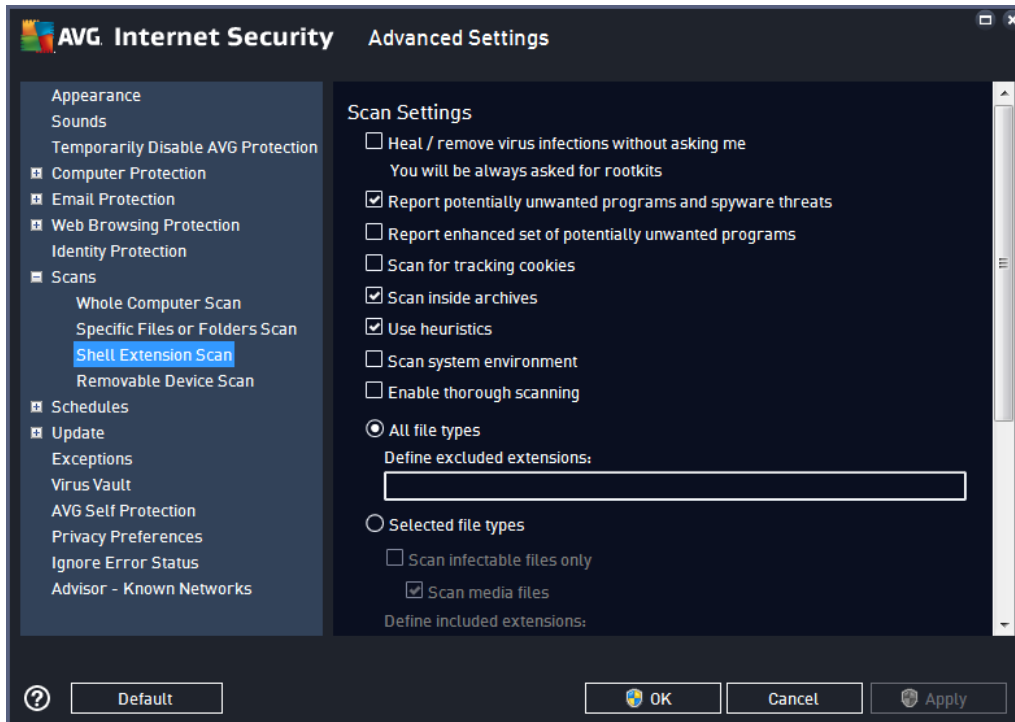 AVG. Internet Security Advanced Settings
Appearance
Sounds
Temporarily Disable AVG Protection
Computer Protection
Email Protection
Web Browsing Protection
Identity Protection
Scans
Whole Computer Scan
Specific Files or Folders Scan
Shell Extension Scan
Removable Device Scan
Schedules
Update
Exceptions
Virus Vault
AVG Self Protection
Privacy Preferences
Ignore Error Status
Advisor - Known Networks
Scan Settings
Heal / remove virus infections without asking me
You will be always asked for rootkits
Report potentially unwanted programs and spyware threats
Report enhanced set of potentially unwanted programs
Scan for tracking cookies
Scan inside archives
Use heuristics
Scan system environment
Enable thorough scanning
All file types
Define excluded extensions:
Selected file types
Scan infectable files only
Scan media files
Define included extensions:
? Default OK Cancel Apply